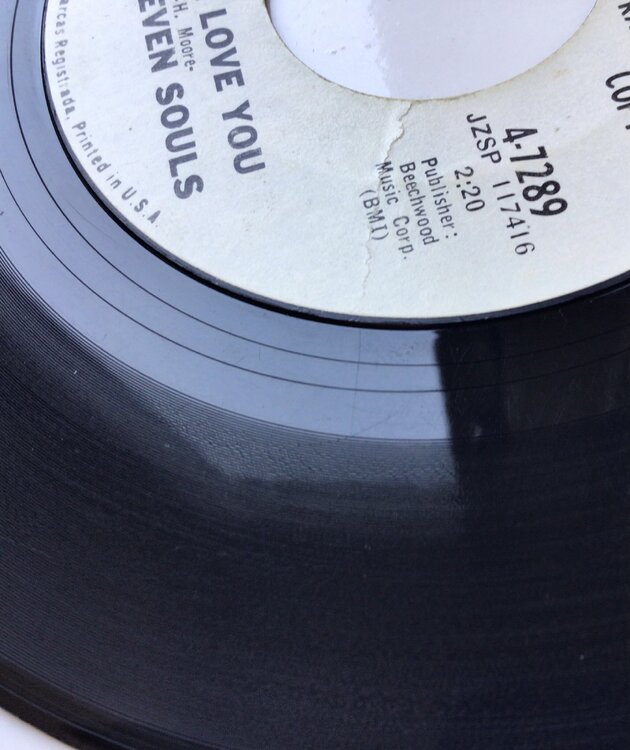 LOVE YOU
H. Moore-
EVEN SOULS
arcas Registrada. Printed in U.S.A.
4-7289
JZSP 117416
2:20
Publisher:
Beechwood
Music Corp.
(BMI)